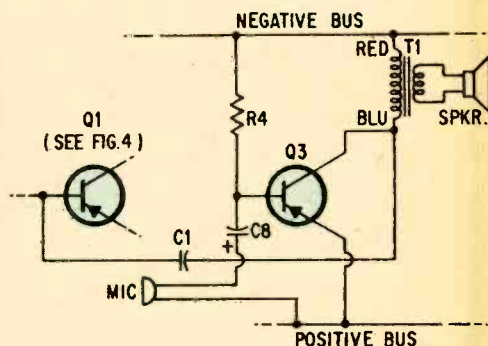 NEGATIVE BUS
RED
T1
R4
BLU
SPKR.
Q1
(SEE FIG.4)
Q3
C1
+
C8
MIC
POSITIVE BUS